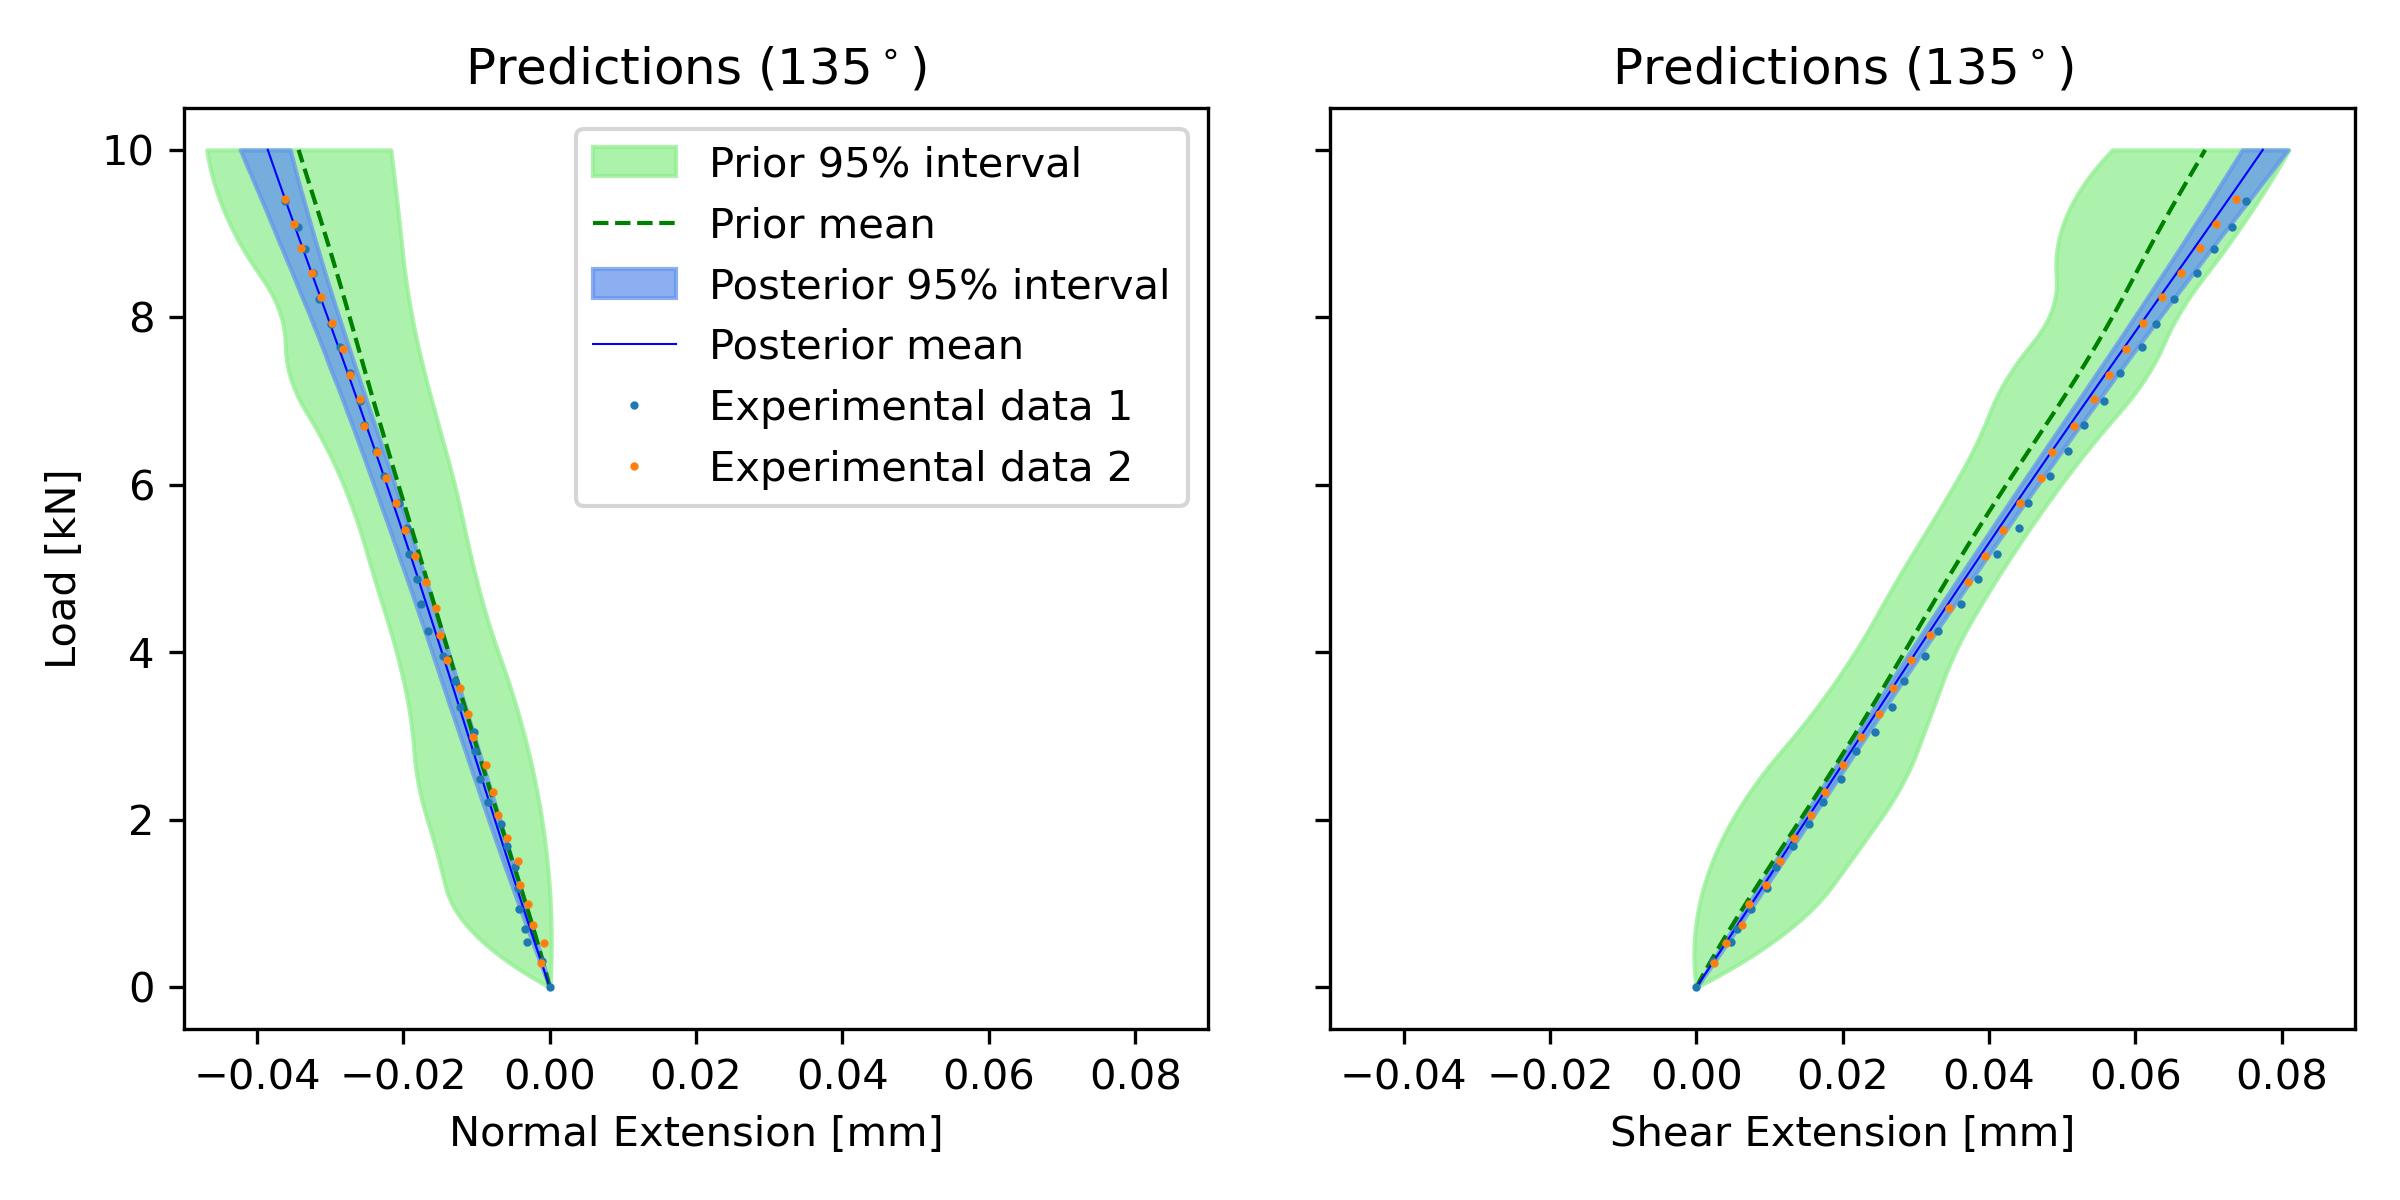 Predictions (135°)
Predictions (135°)
Prior 95% interval
Prior mean
Posterior 95% interval
Posterior mean
Experimental data 1
Experimental data 2
Load [kN]
10
8
6
4
2
0
−0.04 −0.02 0.00 0.02 0.04 0.06 0.08
Normal Extension [mm]
−0.04 −0.02 0.00 0.02 0.04 0.06 0.08
Shear Extension [mm]